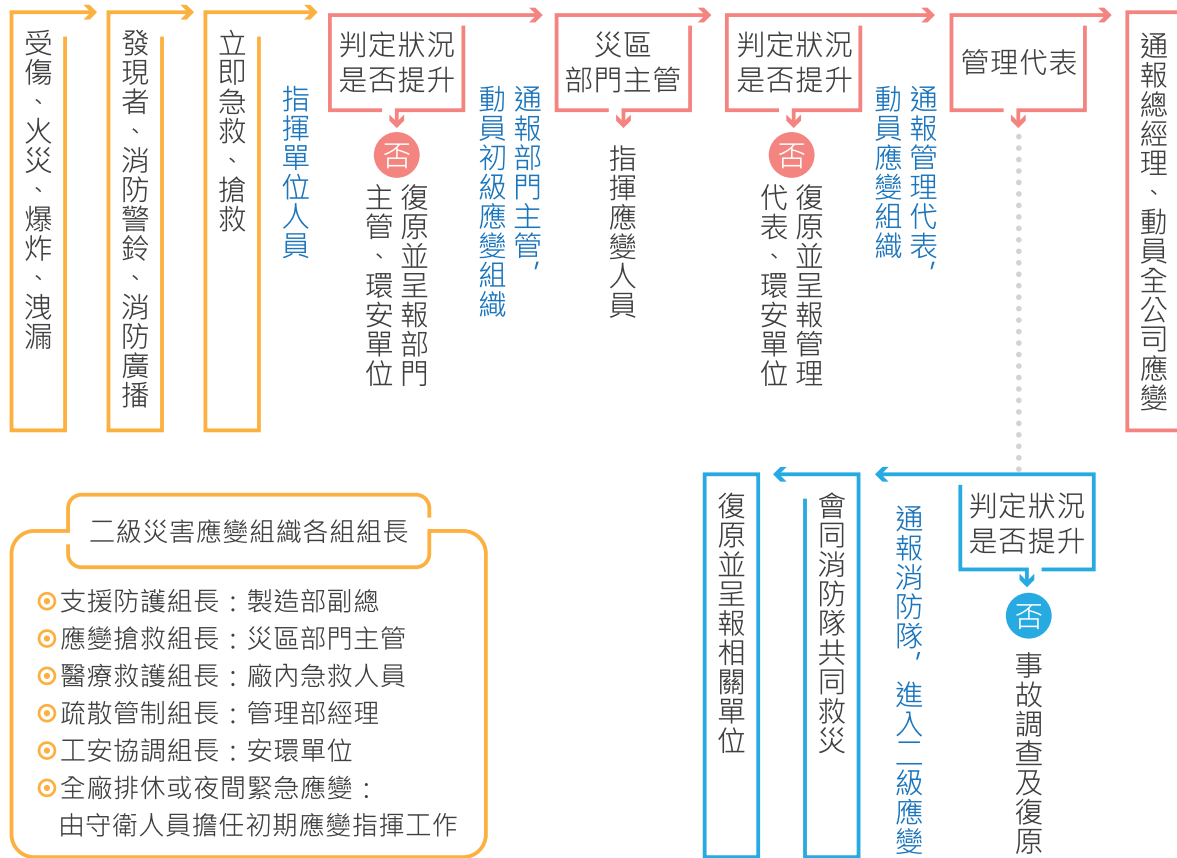 受傷、火災、爆炸、洩漏
發現者、消防警鈴、消防廣播
立即急救、搶救
指揮單位人員
判定狀況
是否提升
否
復原並呈報部門
主管、環安單位
通報部門主管，
動員初級應變組織
災區
部門主管
指揮應變人員
判定狀況
是否提升
否
復原並呈報管理
代表、環安單位
通報管理代表，
動員應變組織
管理代表
通報總經理、動員全公司應變
判定狀況
是否提升
否
事故調查及復原
通報消防隊，進入二級應變
會同消防隊共同救災
復原並呈報相關單位
二級災害應變組織各組組長
支援防護組長：製造部副總
應變搶救組長：災區部門主管
醫療救護組長：廠內急救人員
疏散管制組長：管理部經理
工安協調組長：安環單位
全廠排休或夜間緊急應變：
由守衛人員擔任初期應變指揮工作